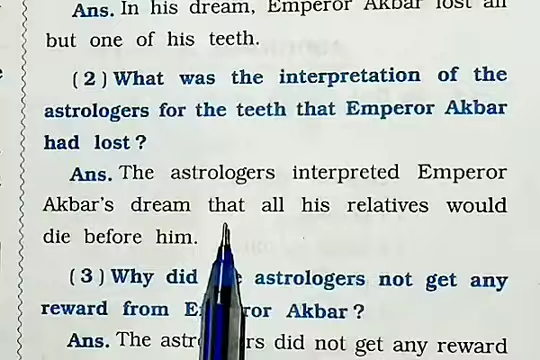 Ans. In his dream, Emperor Akbar lost all
but one of his teeth.
(2) What was the interpretation of the
astrologers for the teeth that Emperor Akbar
had lost?
Ans. The astrologers interpreted Emperor
Akbar's dream that all his relatives would
die before him.
(3) Why did astrologers not get any
reward from Akbar?
Ans. The did not get any reward